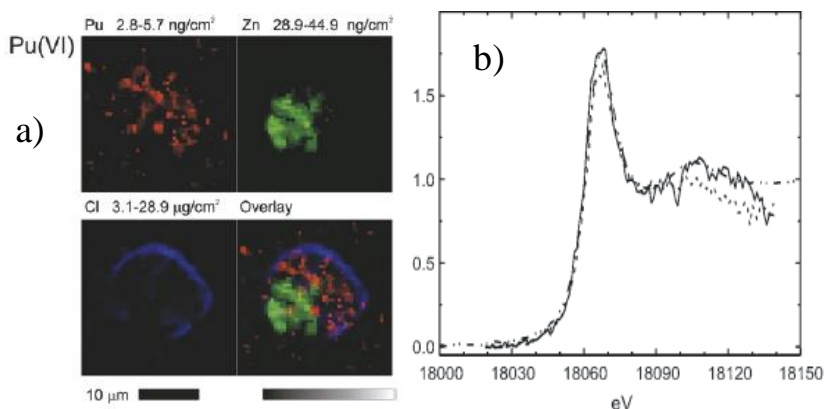 Pu 2.8-5.7 ng/cm² Zn 28.9-44.9 ng/cm²
Pu(VI)
a)
Cl 3.1-28.9 μg/cm² Overlay
10 μm
b)
1.5
1.0
0.5
0.0
18000 18030 18060 18090 18120 18150
eV